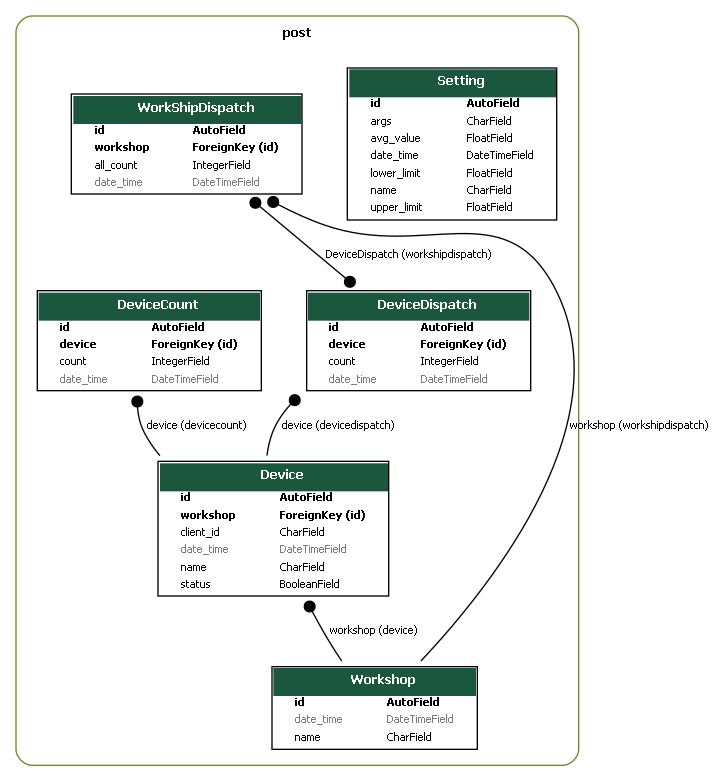 post
WorkShipDispatch
id AutoField
workshop ForeignKey (id)
all_count IntegerField
date_time DateTimeField
Setting
id AutoField
args CharField
avg_value FloatField
date_time DateTimeField
lower_limit FloatField
name CharField
upper_limit FloatField
DeviceDispatch (workshipdispatch)
DeviceCount
id AutoField
device ForeignKey (id)
count IntegerField
date_time DateTimeField
DeviceDispatch
id AutoField
device ForeignKey (id)
count IntegerField
date_time DateTimeField
device (devicecount)
device (devicedispatch)
workshop (workshipdispatch)
Device
id AutoField
workshop ForeignKey (id)
client_id CharField
date_time DateTimeField
name CharField
status BooleanField
workshop (device)
Workshop
id AutoField
date_time DateTimeField
name CharField